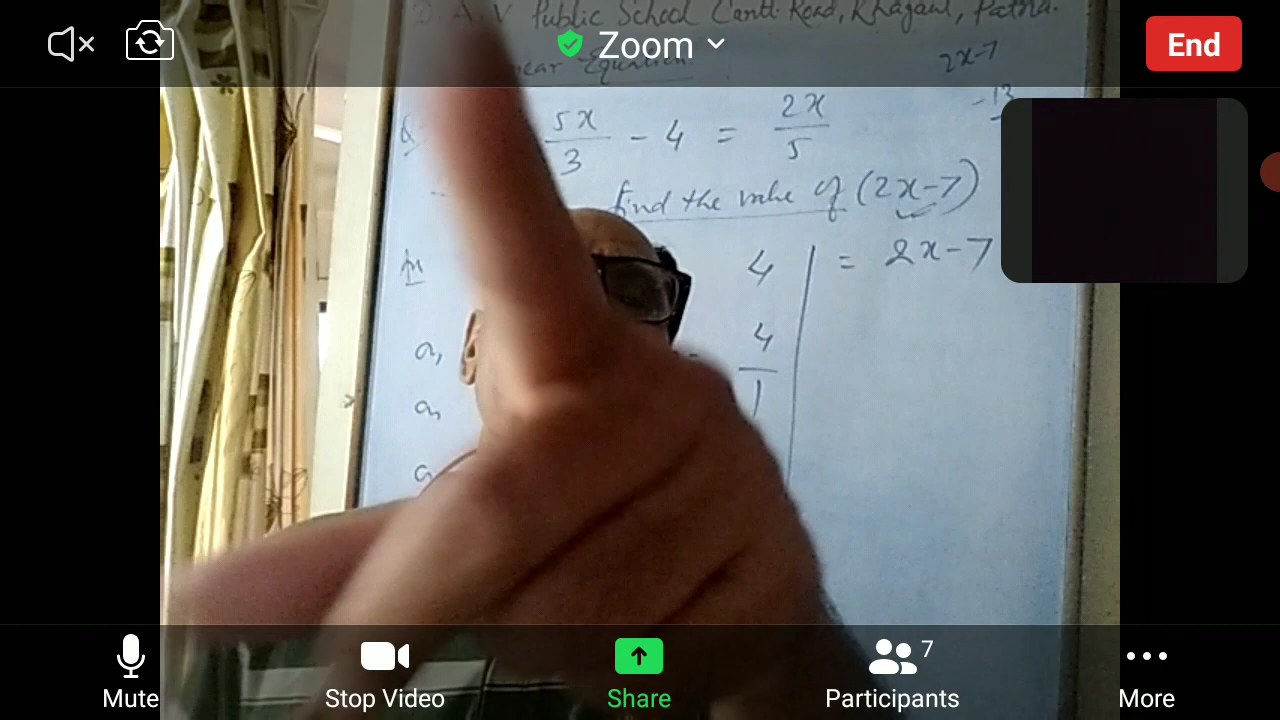 D.A.V Public School Cantt. Road, Khagaul, Patna.
Zoom
End
Equation
2x-7
-13
5x/3 - 4 = 2x/5
find the value of (2x-7)
4 = 2x-7
4/1
Mute
Stop Video
Share
7
Participants
More